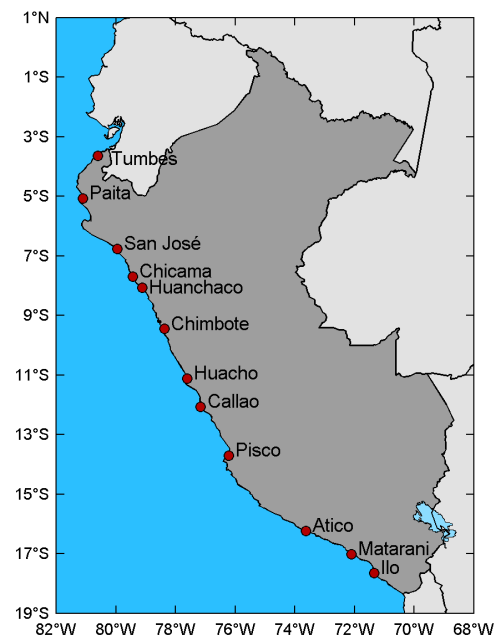 1°N
1°S
3°S
Tumbes
5°S
Paita
7°S
San José
Chicama
Huanchaco
9°S
Chimbote
11°S
Huacho
Callao
13°S
Pisco
15°S
Atico
17°S
Matarani
Ilo
19°S
82°W 80°W 78°W 76°W 74°W 72°W 70°W 68°W